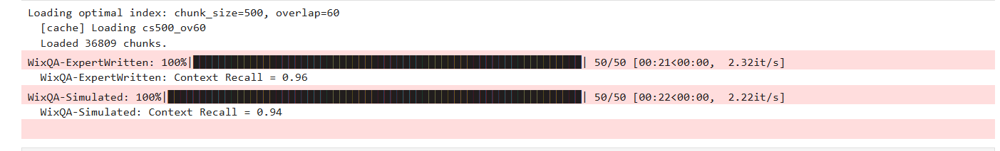 Loading optimal index: chunk_size=500, overlap=60
  [cache] Loading cs500_ov60
  Loaded 36809 chunks.
WixQA-ExpertWritten: 100%|██████████| 50/50 [00:21<00:00,  2.32it/s]
  WixQA-ExpertWritten: Context Recall = 0.96
WixQA-Simulated: 100%|██████████| 50/50 [00:22<00:00,  2.22it/s]
  WixQA-Simulated: Context Recall = 0.94